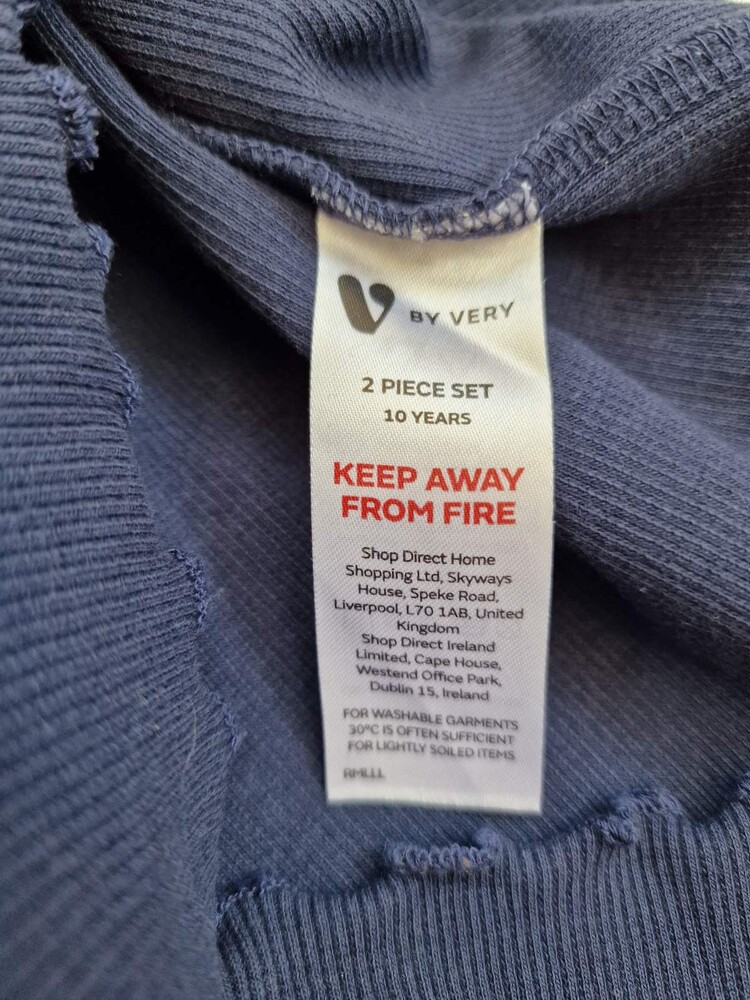 V BY VERY
2 PIECE SET
10 YEARS
KEEP AWAY
FROM FIRE
Shop Direct Home
Shopping Ltd, Skyways
House, Speke Road,
Liverpool, L70 1AB, United
Kingdom
Shop Direct Ireland
Limited, Cape House,
Westend Office Park,
Dublin 15, Ireland
FOR WASHABLE GARMENTS
30°C IS OFTEN SUFFICIENT
FOR LIGHTLY SOILED ITEMS
RMLLL